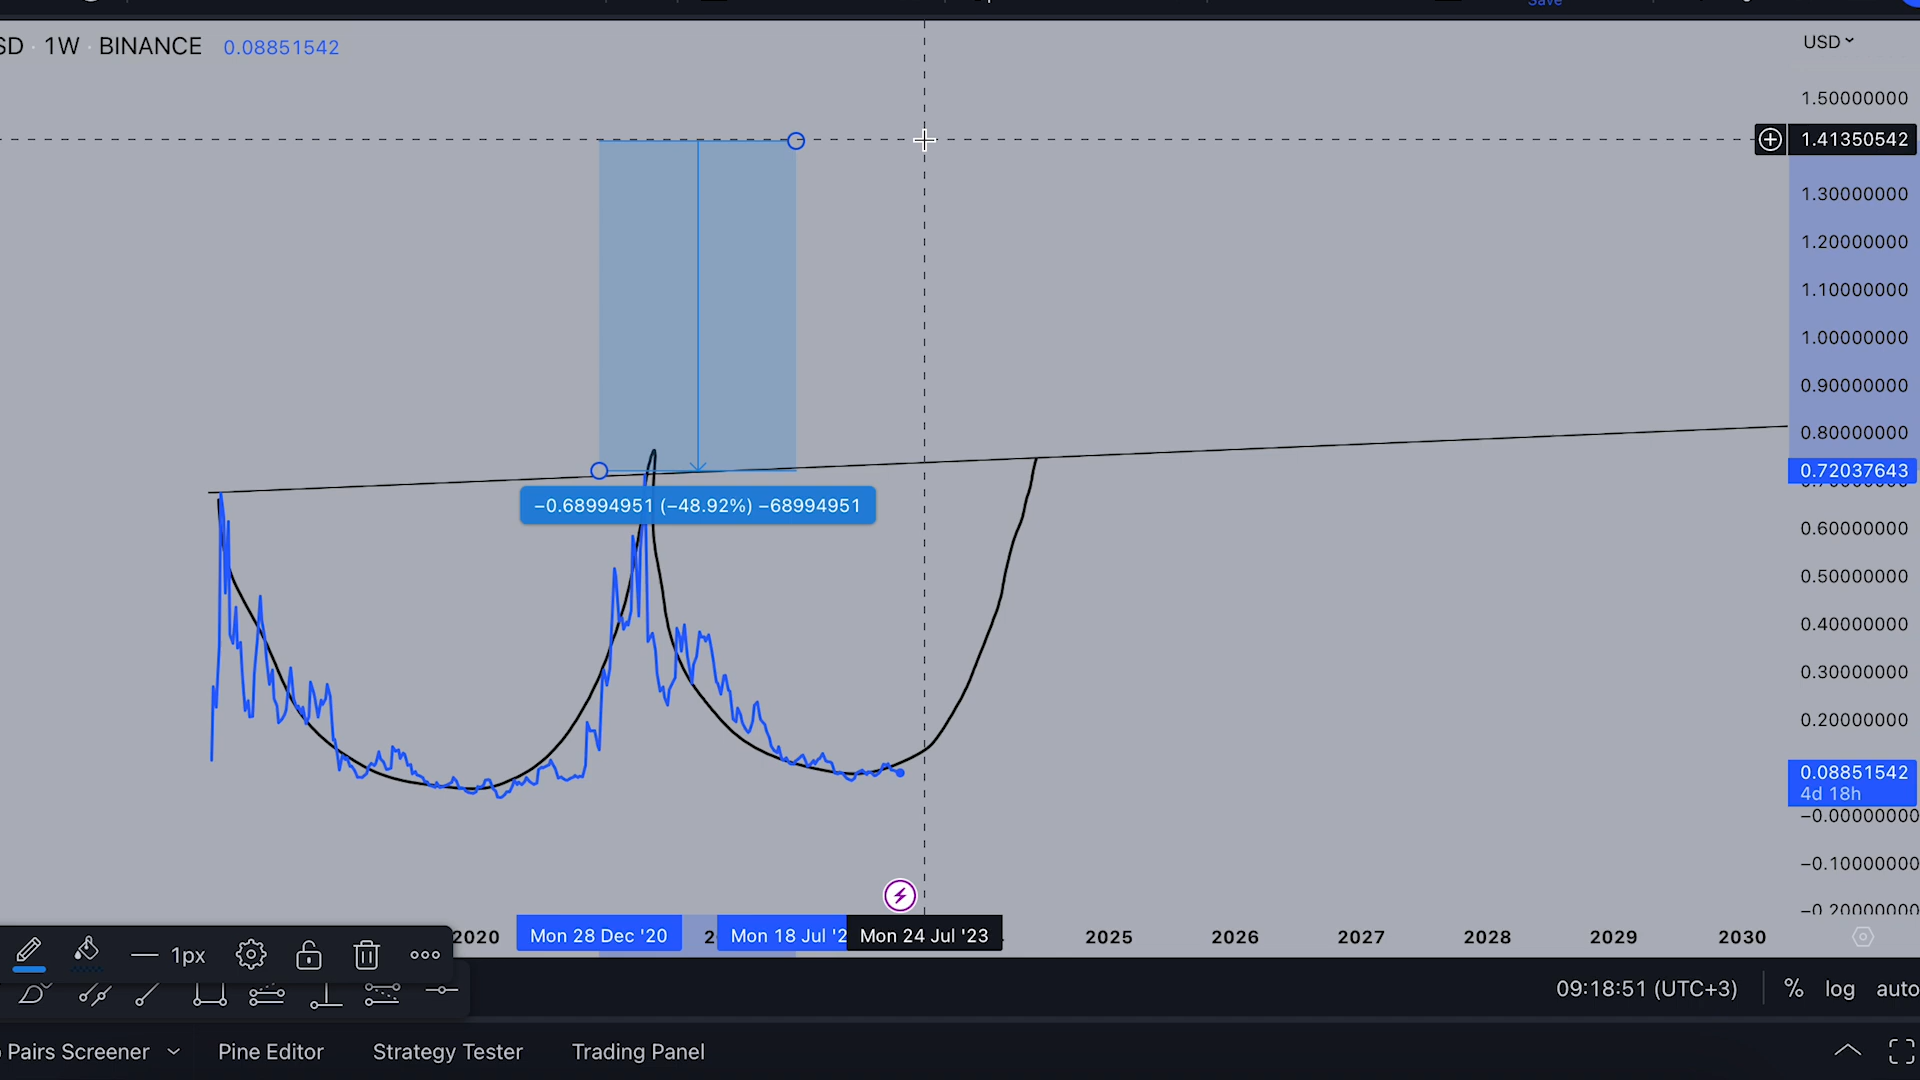 Save
SD · 1W · BINANCE 0.08851542
USD
1.50000000
1.41350542
1.30000000
1.20000000
1.10000000
1.00000000
0.90000000
0.80000000
0.72037643
0.60000000
0.50000000
0.40000000
0.30000000
0.20000000
0.08851542
4d 18h
−0.00000000
−0.10000000
−0.20000000
−0.68994951 (−48.92%) −68994951
2020 Mon 28 Dec '20 2 Mon 18 Jul '2 Mon 24 Jul '23 2025 2026 2027 2028 2029 2030
1px
09:18:51 (UTC+3) % log auto
Pairs Screener Pine Editor Strategy Tester Trading Panel